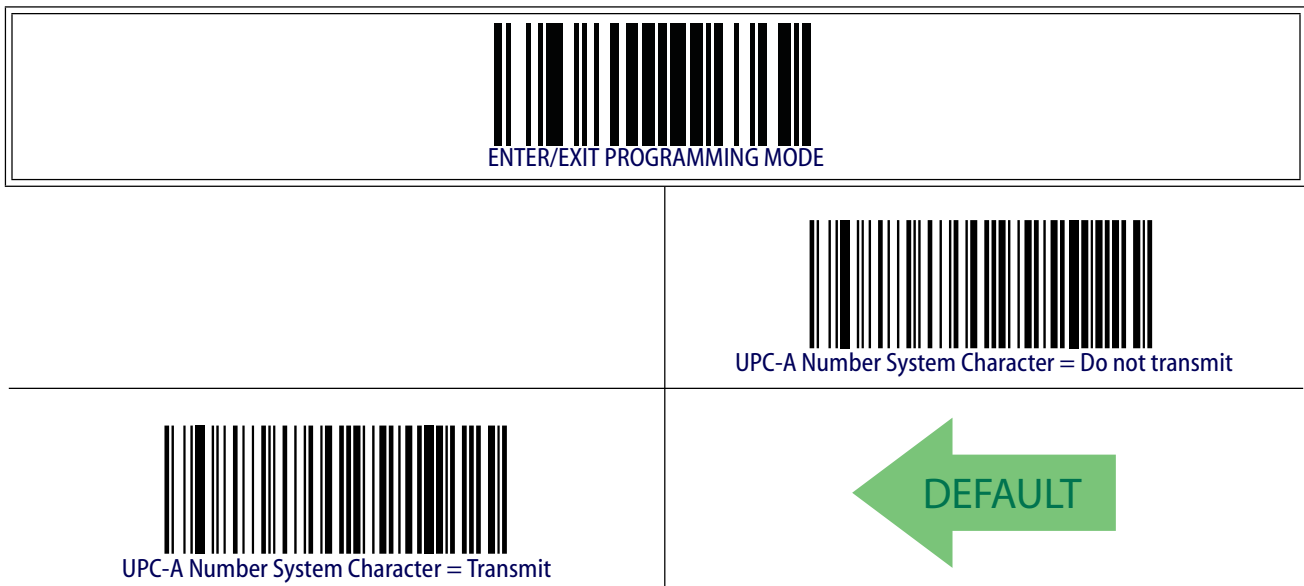 ENTER/EXIT PROGRAMMING MODE
UPC-A Number System Character = Do not transmit
UPC-A Number System Character = Transmit
DEFAULT